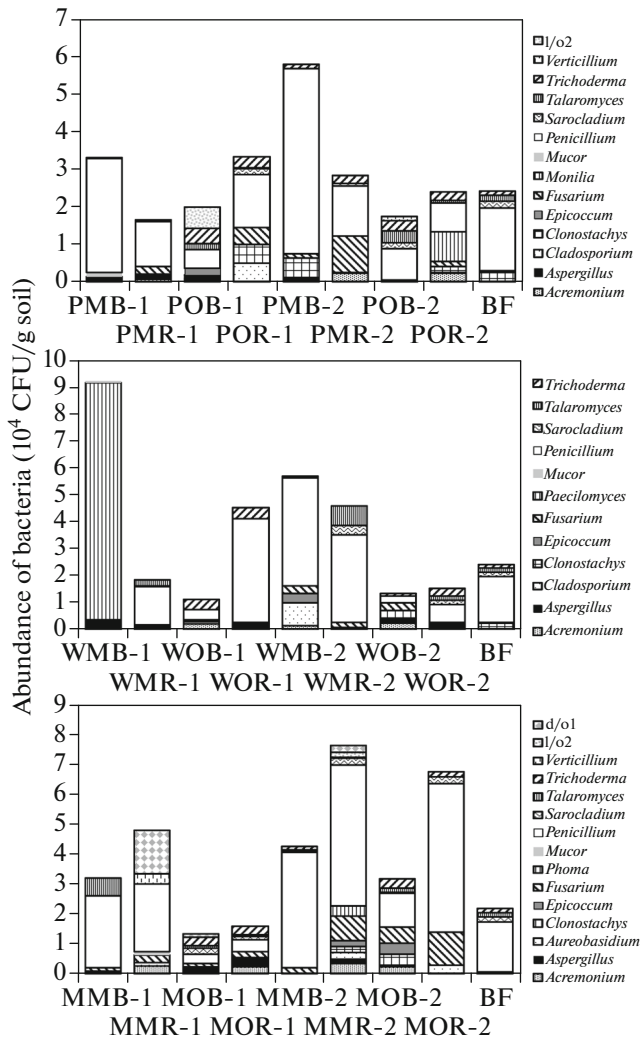 Abundance of bacteria (10⁴ CFU/g soil)
7
6
5
4
3
2
1
0
PMB-1 POB-1 PMB-2 POB-2 BF
PMR-1 POR-1 PMR-2 POR-2
l/o2
Verticillium
Trichoderma
Talaromyces
Sarocladium
Penicillium
Mucor
Monilia
Fusarium
Epicoccum
Clonostachys
Cladosporium
Aspergillus
Acremonium
10
9
8
7
6
5
4
3
2
1
0
WMB-1 WOB-1 WMB-2 WOB-2 BF
WMR-1 WOR-1 WMR-2 WOR-2
Trichoderma
Talaromyces
Sarocladium
Penicillium
Mucor
Paecilomyces
Fusarium
Epicoccum
Clonostachys
Cladosporium
Aspergillus
Acremonium
9
8
7
6
5
4
3
2
1
0
MMB-1 MOB-1 MMB-2 MOB-2 BF
MMR-1 MOR-1 MMR-2 MOR-2
d/o1
l/o2
Verticillium
Trichoderma
Talaromyces
Sarocladium
Penicillium
Mucor
Phoma
Fusarium
Epicoccum
Clonostachys
Aureobasidium
Aspergillus
Acremonium